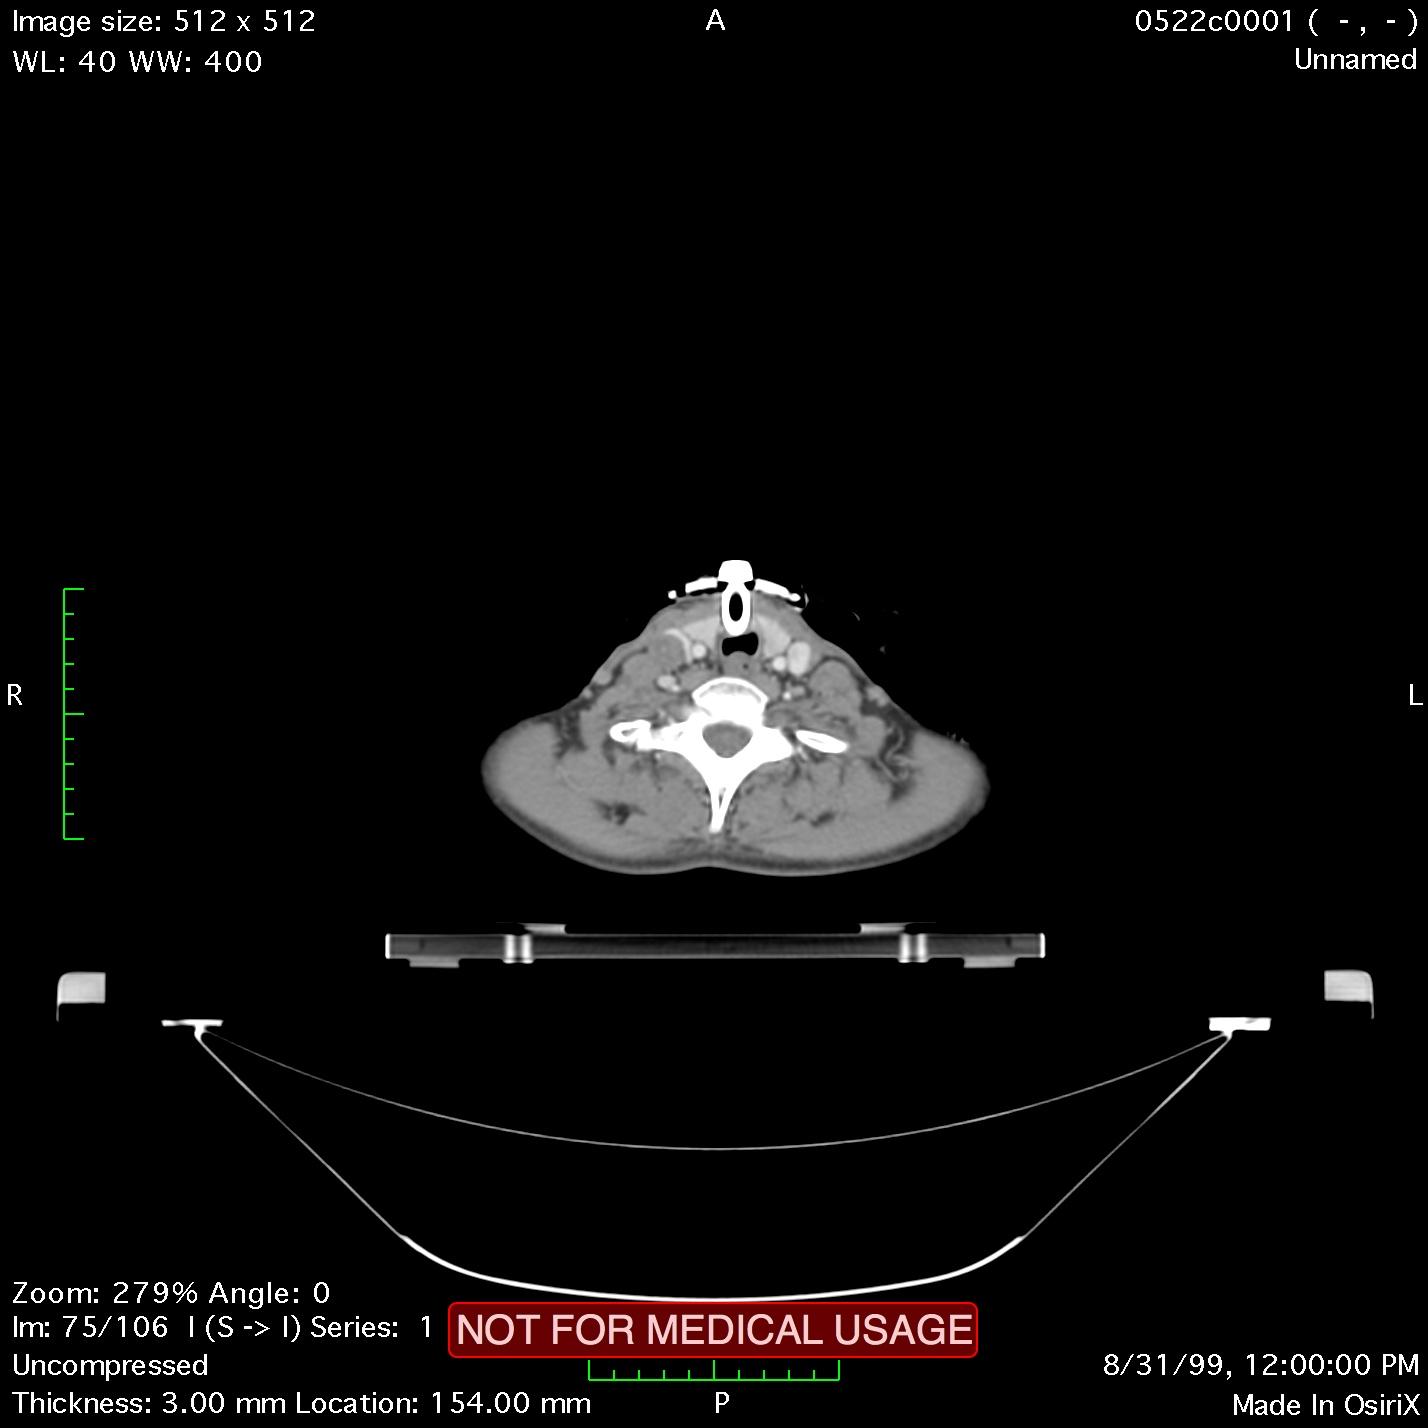 Image size: 512 x 512
WL: 40 WW: 400
A
0522c0001 ( -, -)
Unnamed
R
L
Zoom: 279% Angle: 0
Im: 75/106 I (S -> I) Series: 1
Uncompressed
Thickness: 3.00 mm Location: 154.00 mm
NOT FOR MEDICAL USAGE
P
8/31/99, 12:00:00 PM
Made In OsiriX